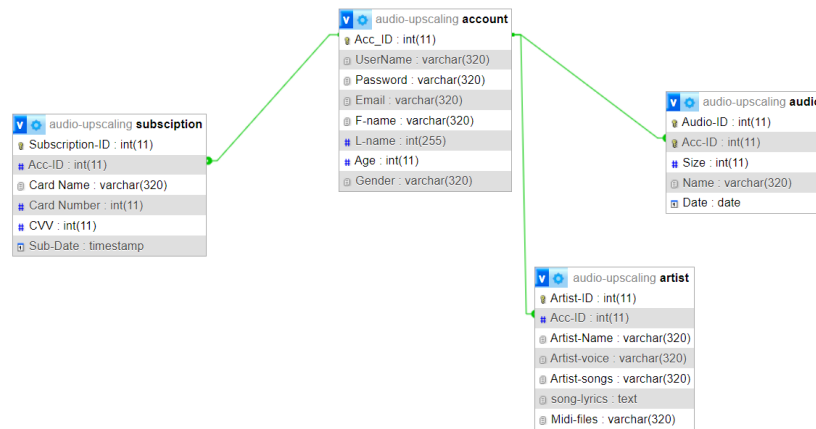 audio-upscaling account
Acc_ID : int(11)
UserName : varchar(320)
Password : varchar(320)
Email : varchar(320)
F-name : varchar(320)
L-name : int(255)
Age : int(11)
Gender : varchar(320)
audio-upscaling subsciption
Subscription-ID : int(11)
Acc-ID : int(11)
Card Name : varchar(320)
Card Number : int(11)
CVV : int(11)
Sub-Date : timestamp
audio-upscaling audio
Audio-ID : int(11)
Acc-ID : int(11)
Size : int(11)
Name : varchar(320)
Date : date
audio-upscaling artist
Artist-ID : int(11)
Acc-ID : int(11)
Artist-Name : varchar(320)
Artist-voice : varchar(320)
Artist-songs : varchar(320)
song-lyrics : text
Midi-files : varchar(320)